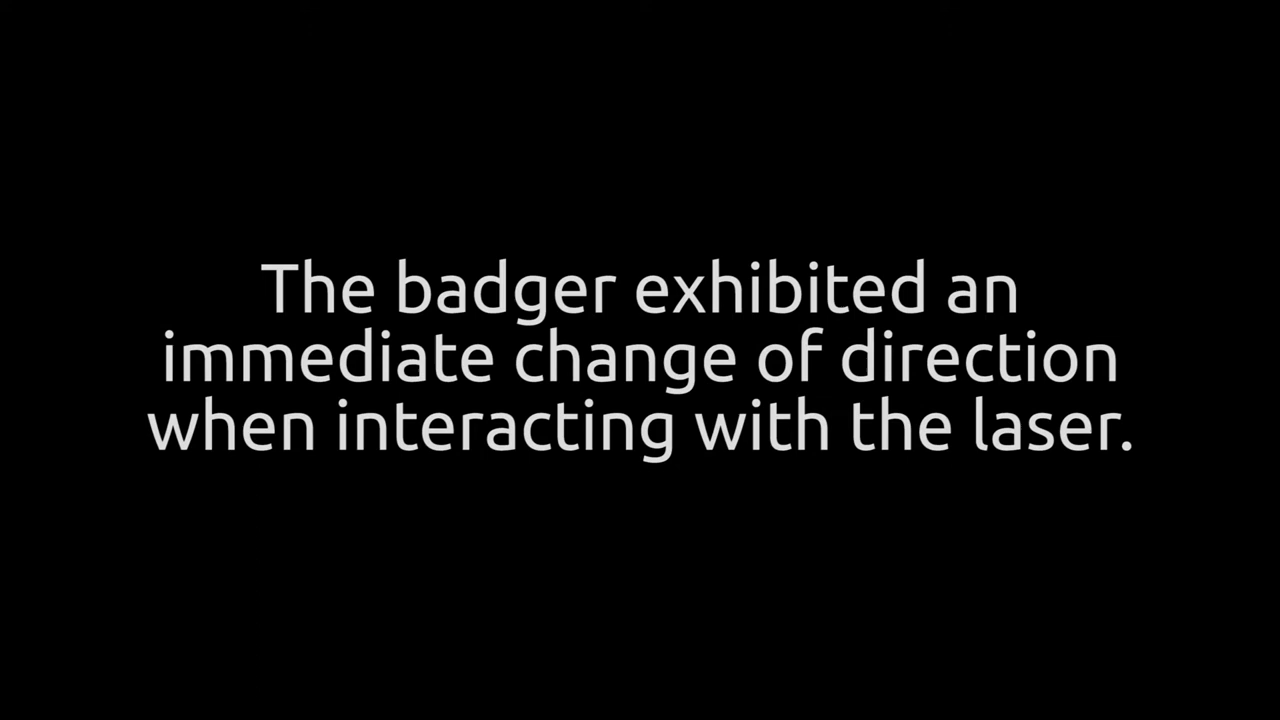 The badger exhibited an
immediate change of direction
when interacting with the laser.